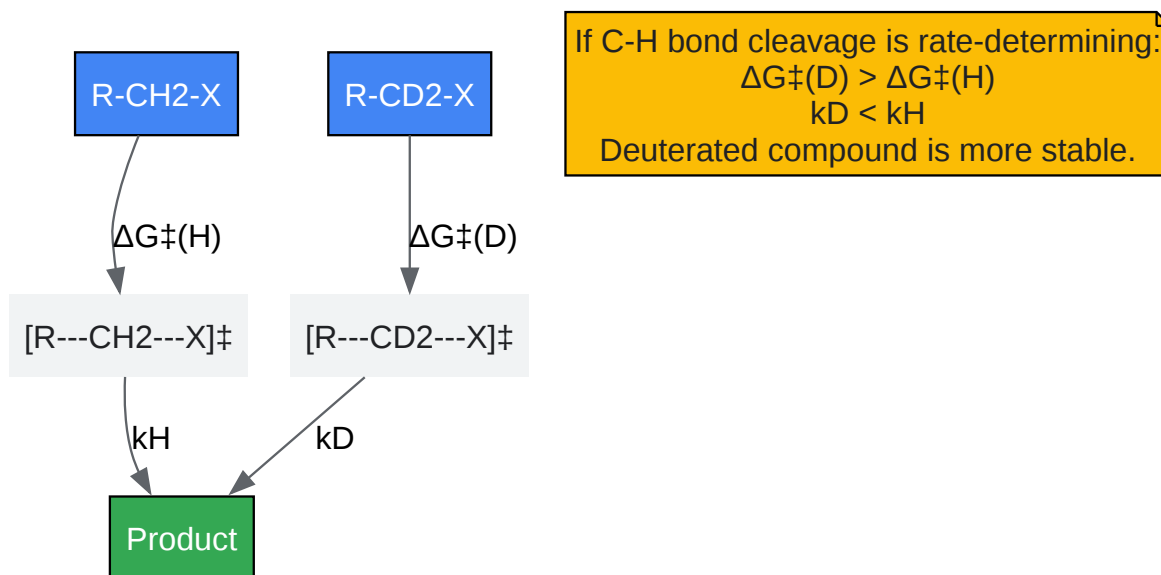 R-CH2-X
R-CD2-X
If C-H bond cleavage is rate-determining:
ΔG‡(D) > ΔG‡(H)
kD < kH
Deuterated compound is more stable.
ΔG‡(H)
ΔG‡(D)
[R---CH2---X]‡
[R---CD2---X]‡
kH
kD
Product